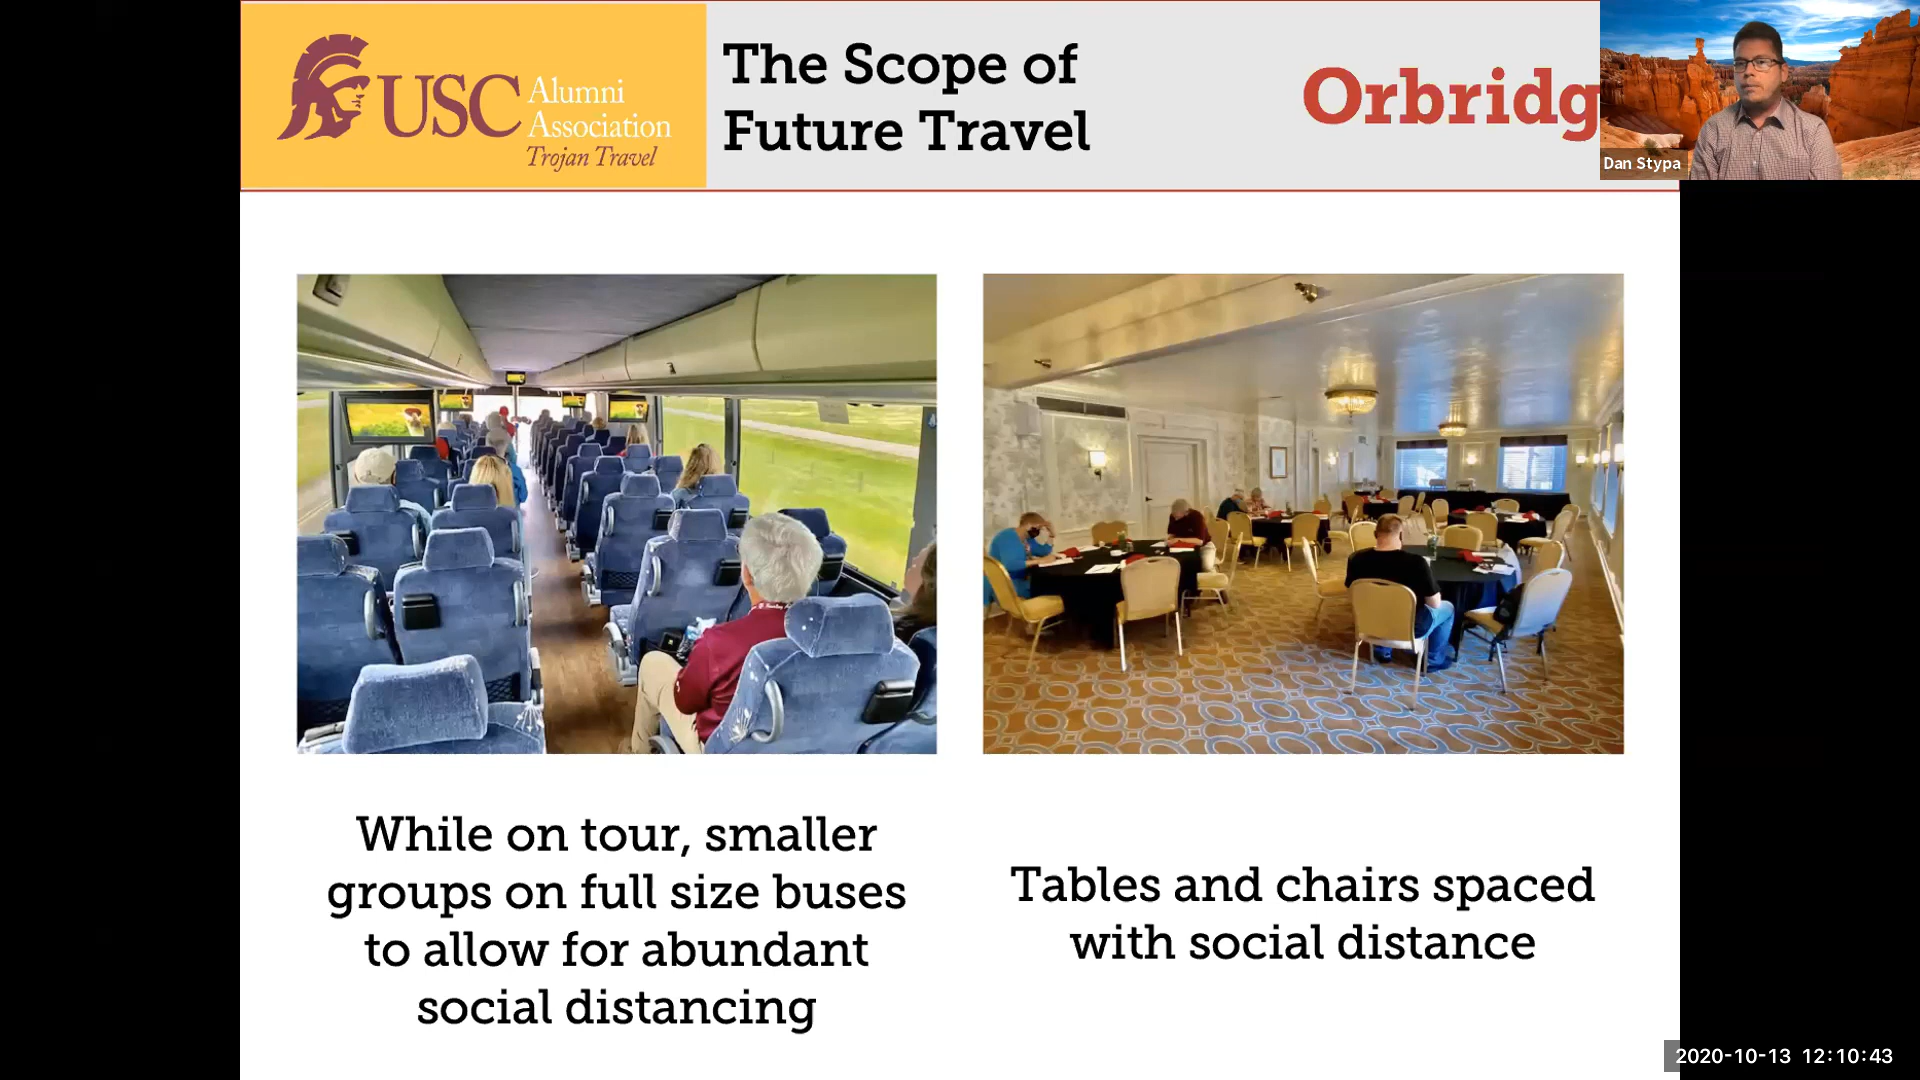 USC
Alumni
Association
Trojan Travel
The Scope of
Future Travel
Orbridg
Dan Stypa
While on tour, smaller
groups on full size buses
to allow for abundant
social distancing
Tables and chairs spaced
with social distance
2020-10-13 12:10:43